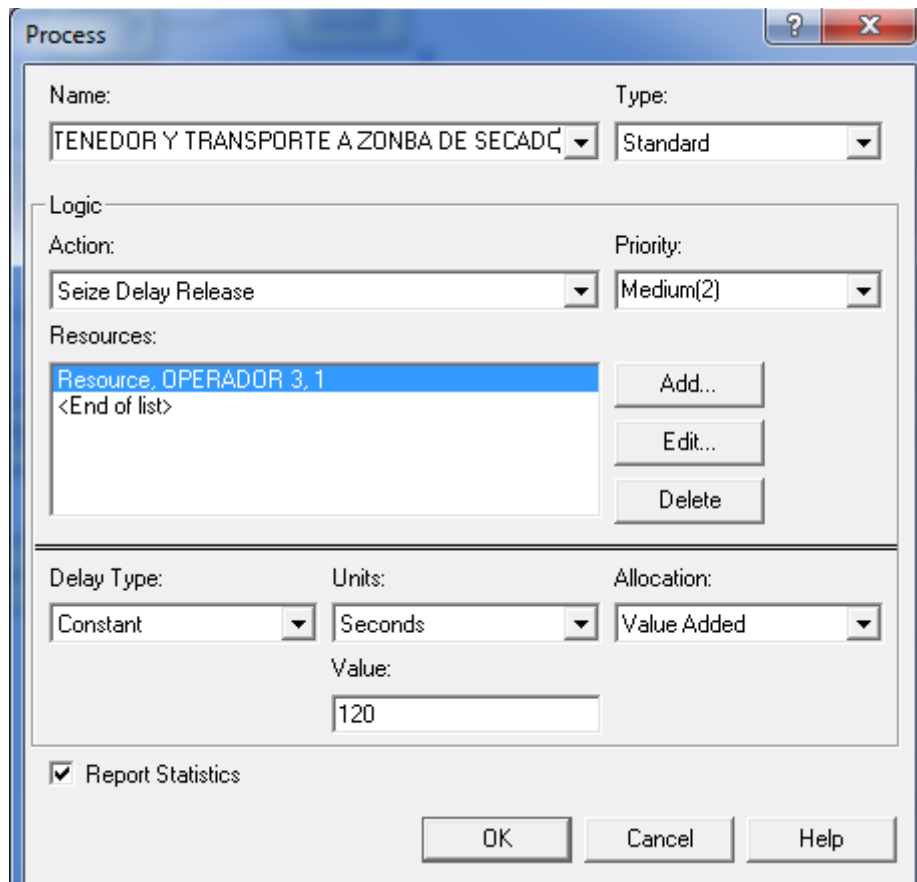 Process
Name:
Type:
TENEDOR Y TRANSPORTE A ZONBA DE SECADO
Standard
Logic
Action:
Priority:
Seize Delay Release
Medium(2)
Resources:
Resource, OPERADOR 3, 1
<End of list>
Add...
Edit...
Delete
Delay Type:
Units:
Allocation:
Constant
Seconds
Value Added
Value:
120
Report Statistics
OK
Cancel
Help